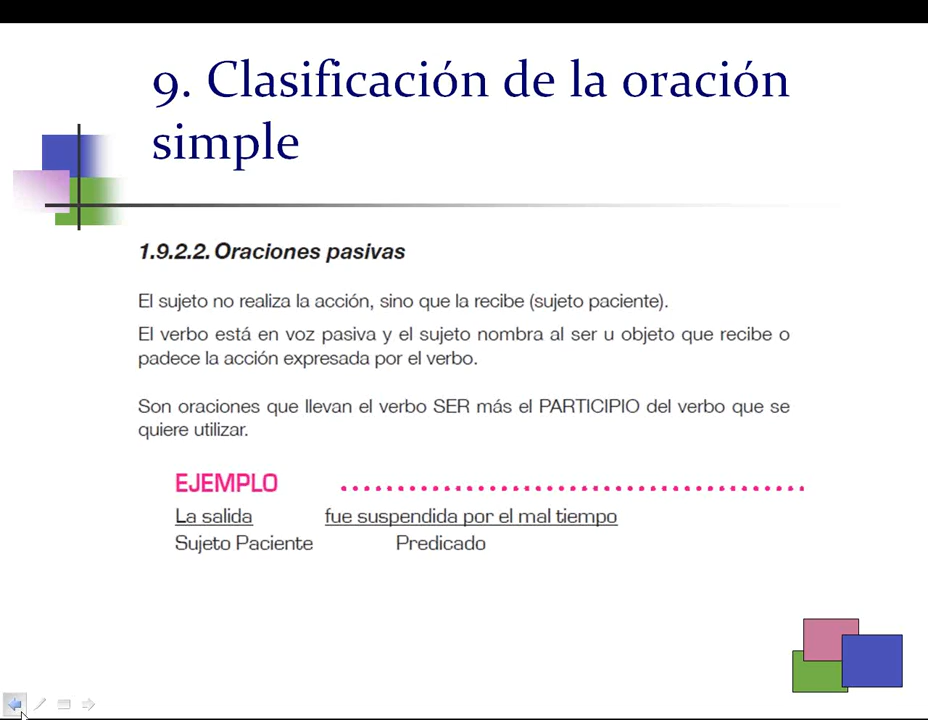 9. Clasificación de la oración
simple
1.9.2.2. Oraciones pasivas
El sujeto no realiza la acción, sino que la recibe (sujeto paciente).
El verbo está en voz pasiva y el sujeto nombra al ser u objeto que recibe o
padece la acción expresada por el verbo.
Son oraciones que llevan el verbo SER más el PARTICIPIO del verbo que se
quiere utilizar.
EJEMPLO
La salida fue suspendida por el mal tiempo
Sujeto Paciente Predicado